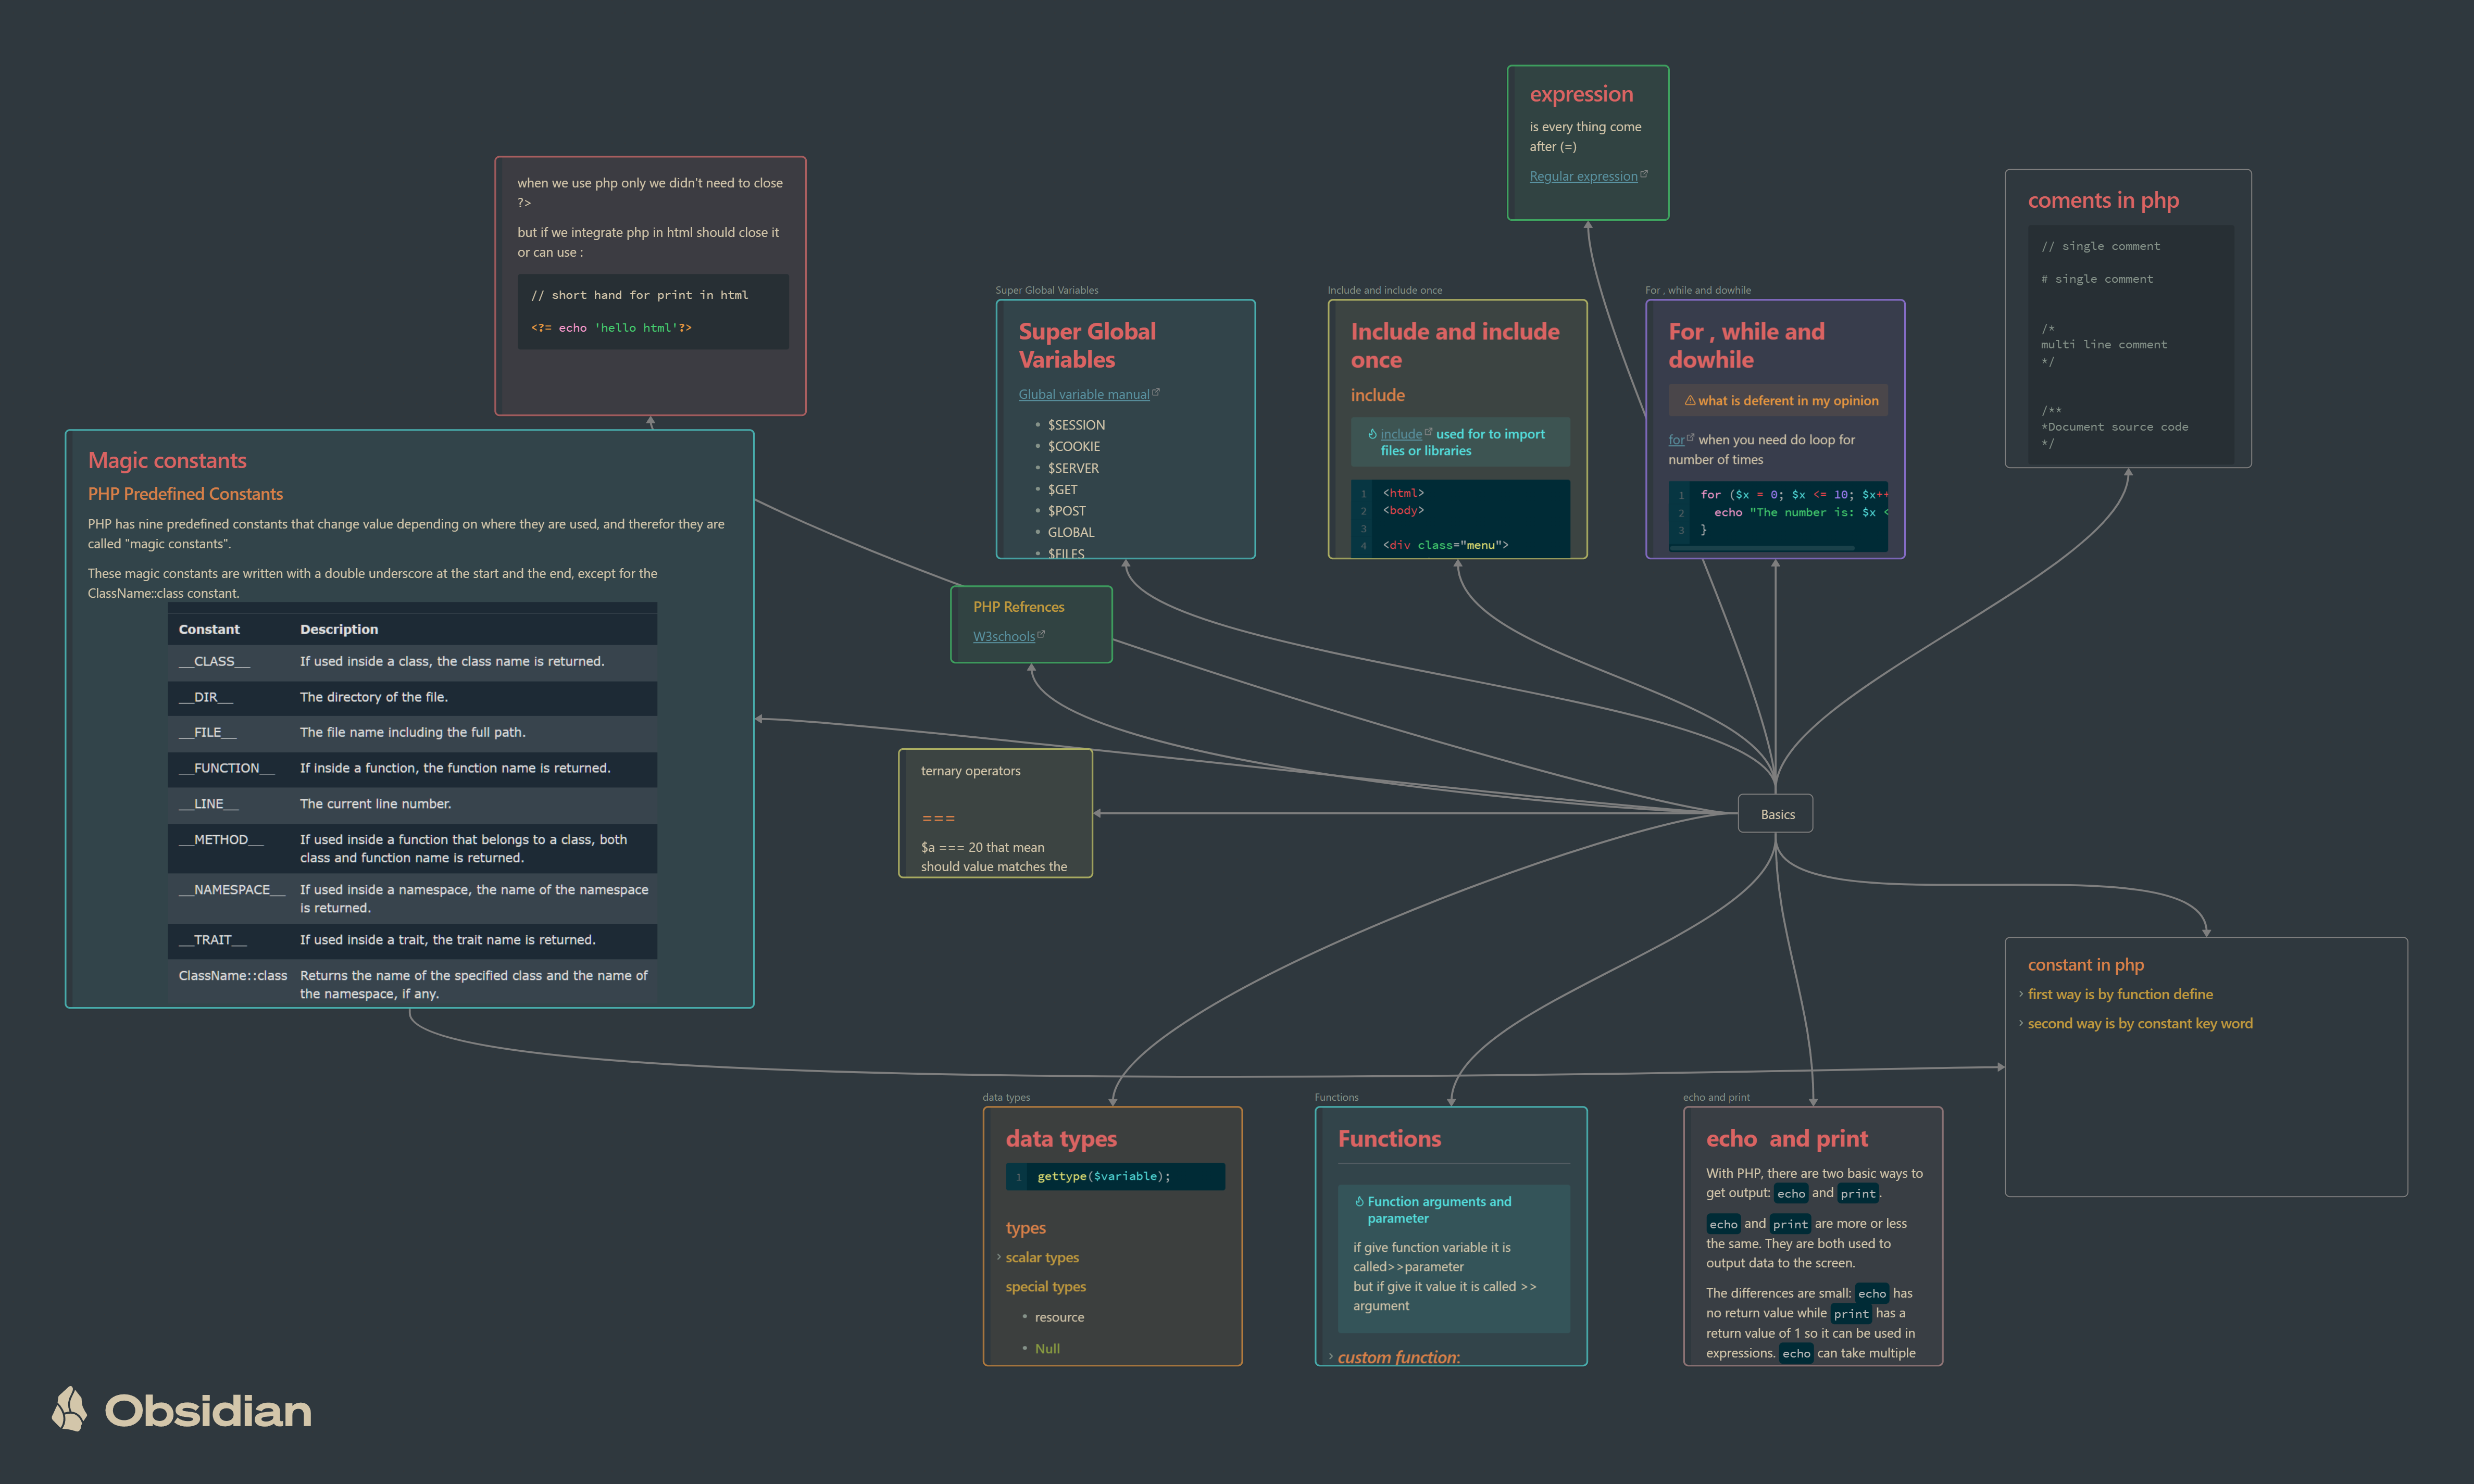 expression
is every thing come
after (=)
Regular expression
when we use php only we didn't need to close
?>
but if we integrate php in html should close it
or can use :
// short hand for print in html
<?= echo 'hello html'?>
coments in php
// single comment
# single comment
/*
multi line comment
*/
/**
*Document source code
*/
Super Global Variables
Super Global
Variables
Glubal variable manual
• $SESSION
• $COOKIE
• $SERVER
• $GET
• $POST
• GLOBAL
• $FILES
Include and include once
Include and include
once
include
include used for to import
files or libraries
1 <html>
2 <body>
3
4 <div class="menu">
For , while and dowhile
For , while and
dowhile
what is deferent in my opinion
for when you need do loop for
number of times
1 for ($x = 0; $x <= 10; $x++
2 echo "The number is: $x <
3 }
Magic constants
PHP Predefined Constants
PHP has nine predefined constants that change value depending on where they are used, and therefor they are
called "magic constants".
These magic constants are written with a double underscore at the start and the end, except for the
ClassName::class constant.
Constant Description
__CLASS__ If used inside a class, the class name is returned.
__DIR__ The directory of the file.
__FILE__ The file name including the full path.
__FUNCTION__ If inside a function, the function name is returned.
__LINE__ The current line number.
__METHOD__ If used inside a function that belongs to a class, both
class and function name is returned.
__NAMESPACE__ If used inside a namespace, the name of the namespace
is returned.
__TRAIT__ If used inside a trait, the trait name is returned.
ClassName::class Returns the name of the specified class and the name of
the namespace, if any.
PHP Refrences
W3schools
ternary operators
===
$a === 20 that mean
should value matches the
Basics
constant in php
first way is by function define
second way is by constant key word
data types
data types
1 gettype($variable);
types
scalar types
special types
• resource
• Null
Functions
Functions
Function arguments and
parameter
if give function variable it is
called>>parameter
but if give it value it is called >>
argument
custom function:
echo and print
echo and print
With PHP, there are two basic ways to
get output: echo and print.
echo and print are more or less
the same. They are both used to
output data to the screen.
The differences are small: echo has
no return value while print has a
return value of 1 so it can be used in
expressions. echo can take multiple
Obsidian